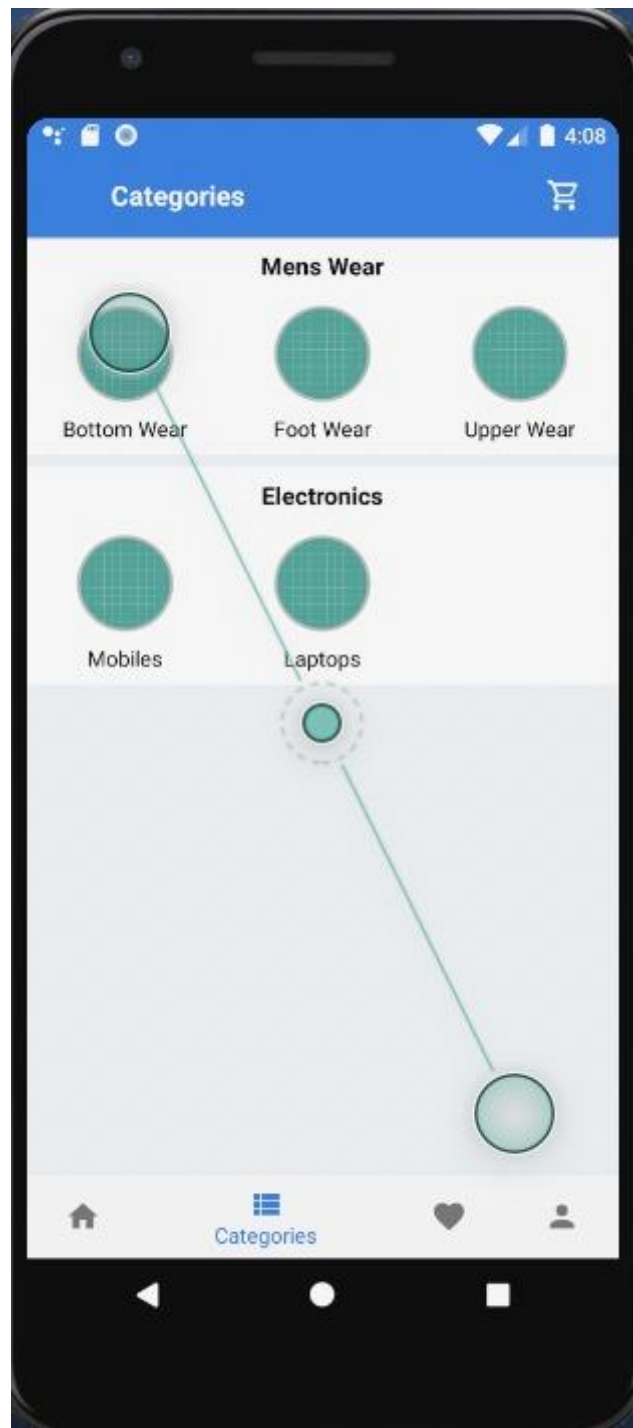 4:08
Categories
Mens Wear
Bottom Wear Foot Wear Upper Wear
Electronics
Mobiles Laptops
Categories